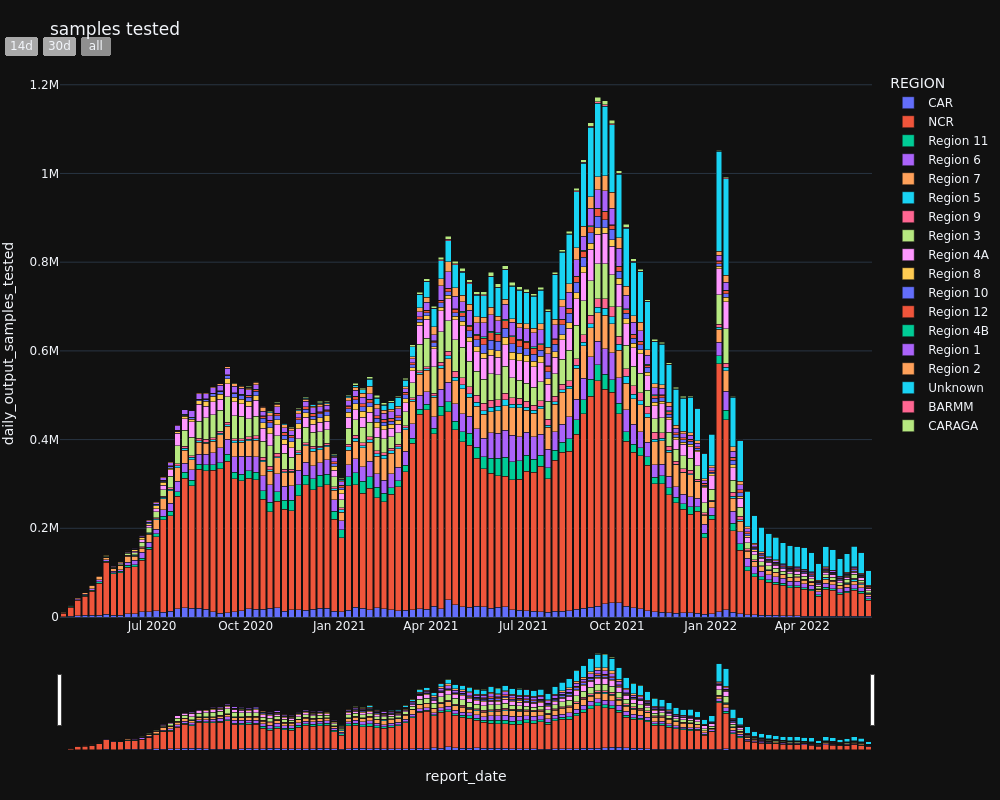 samples tested
14d 30d all
REGION
CAR
NCR
Region 11
Region 6
Region 7
Region 5
Region 9
Region 3
Region 4A
Region 8
Region 10
Region 12
Region 4B
Region 1
Region 2
Unknown
BARMM
CARAGA
daily_output_samples_tested
1.2M
1M
0.8M
0.6M
0.4M
0.2M
0
Jul 2020 Oct 2020 Jan 2021 Apr 2021 Jul 2021 Oct 2021 Jan 2022 Apr 2022
report_date